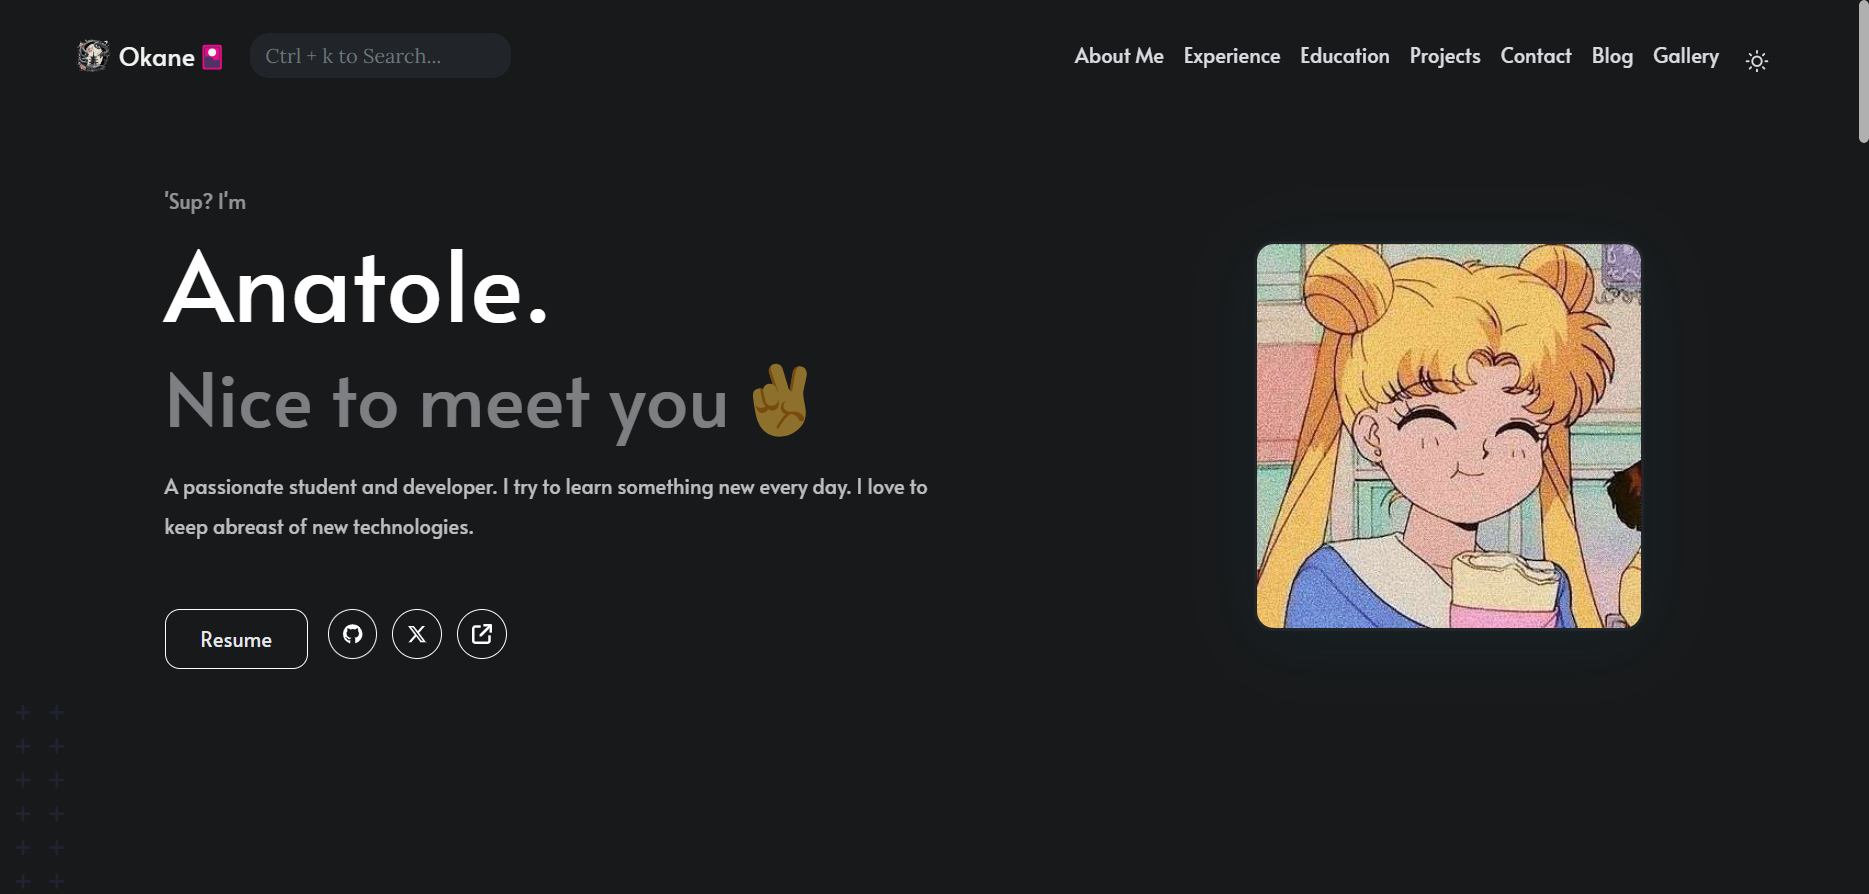 Okane🎴
Ctrl + k to Search...
About Me
Experience
Education
Projects
Contact
Blog
Gallery
'Sup? I'm
Anatole.
Nice to meet you ✌
A passionate student and developer. I try to learn something new every day. I love to
keep abreast of new technologies.
Resume